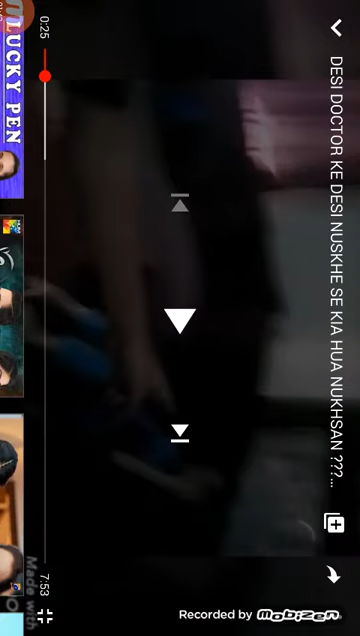 DESI DOCTOR KE DESI NUSKHE SE KIA HUA NUKHSAN ???...
0:25
7:53
LUCKY PEN
Made with
Recorded by Mobizen